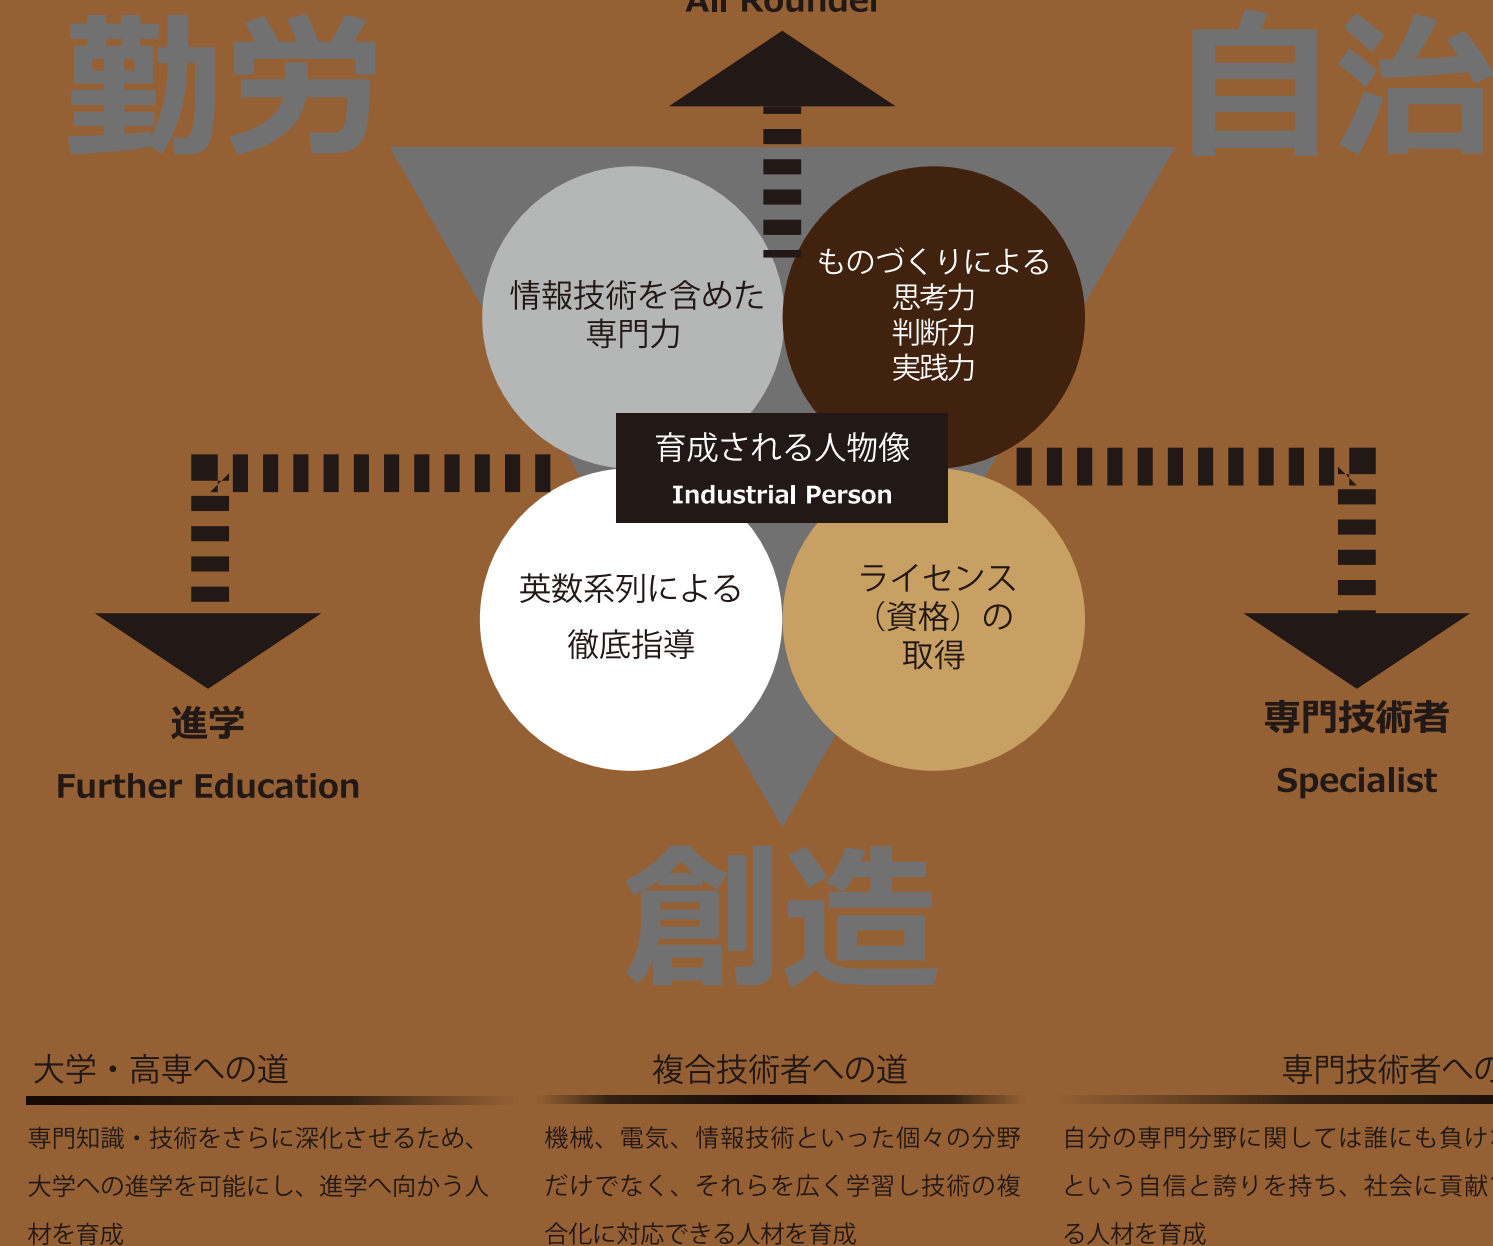 All Rounder
勤労
自治
情報技術を含めた
専門力
ものづくりによる
思考力
判断力
実践力
育成される人物像
Industrial Person
英数系列による
徹底指導
ライセンス
（資格）の
取得
進学
Further Education
専門技術者
Specialist
創造
大学・高専への道
専門知識・技術をさらに深化させるため、
大学への進学を可能にし、進学へ向かう人
材を育成
複合技術者への道
機械、電気、情報技術といった個々の分野
だけでなく、それらを広く学習し技術の複
合化に対応できる人材を育成
専門技術者への
自分の専門分野に関しては誰にも負け
という自信と誇りを持ち、社会に貢献
る人材を育成